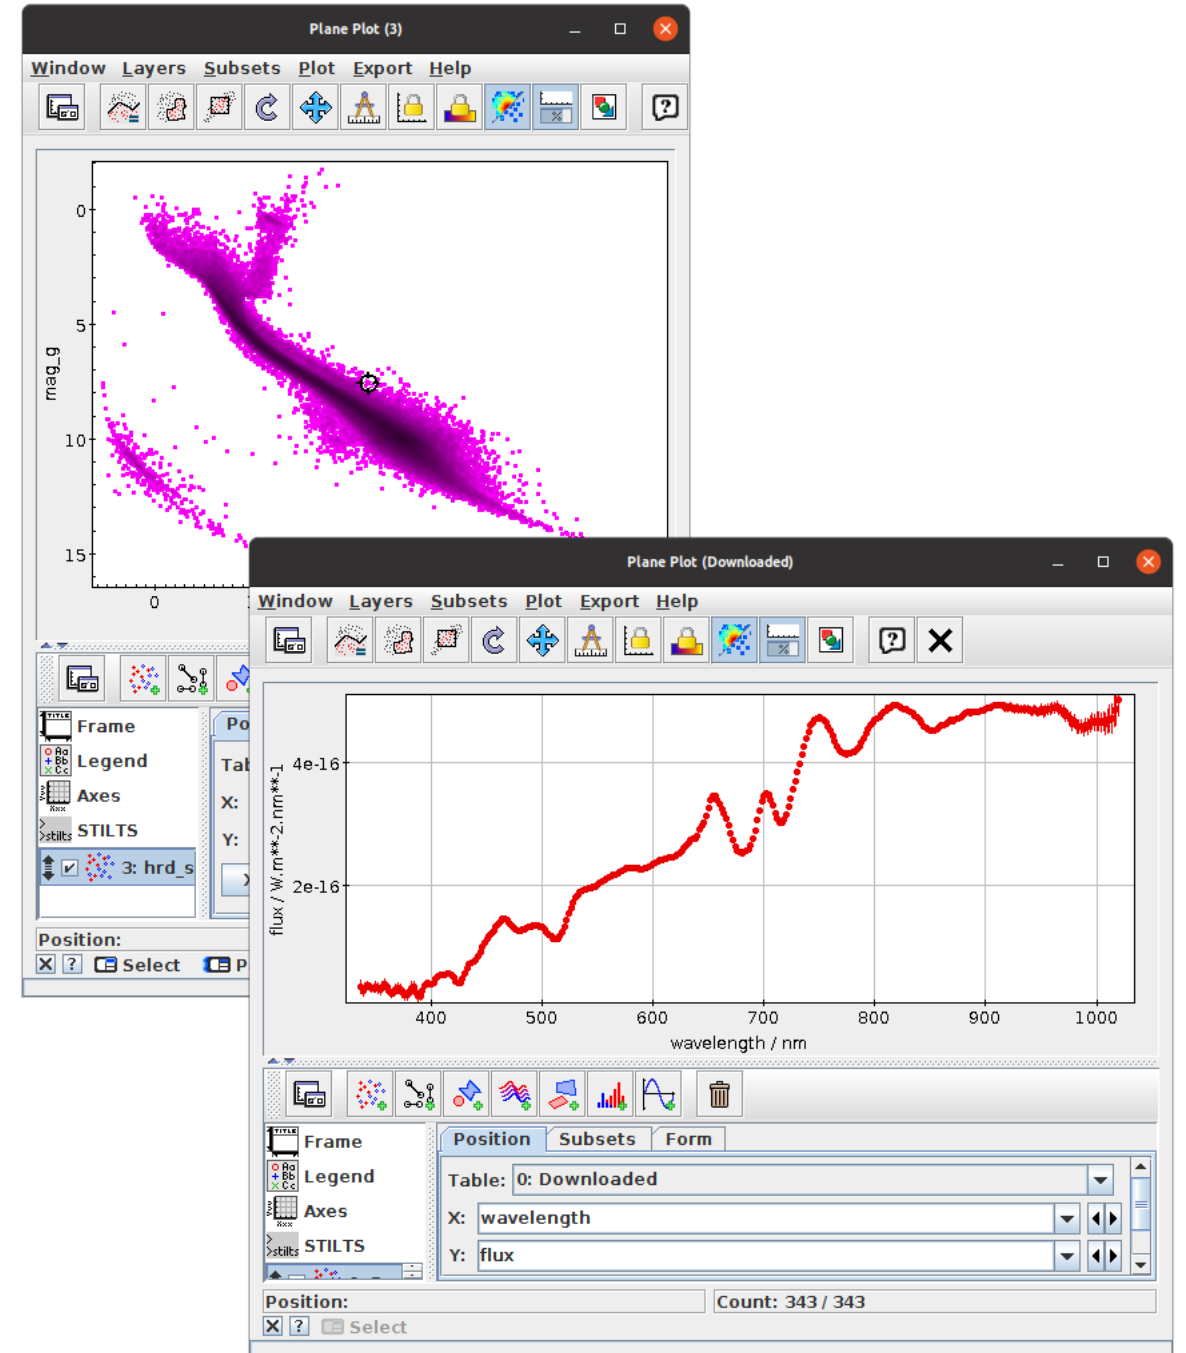 Plane Plot (3)
Window Layers Subsets Plot Export Help
%
?
0
5
10
15
mag_g
0
Frame
Legend
Axes
STILTS
3: hrd_s
Po
X:
Y:
Position:
Select
P
Plane Plot (Downloaded)
Window Layers Subsets Plot Export Help
%
?
4e-16
2e-16
flux / W.m**-2.nm**-1
400 500 600 700 800 900 1000
wavelength / nm
Frame
Legend
Axes
STILTS
Position Subsets Form
Table: 0: Downloaded
X: wavelength
Y: flux
Position:
Count: 343 / 343
Select